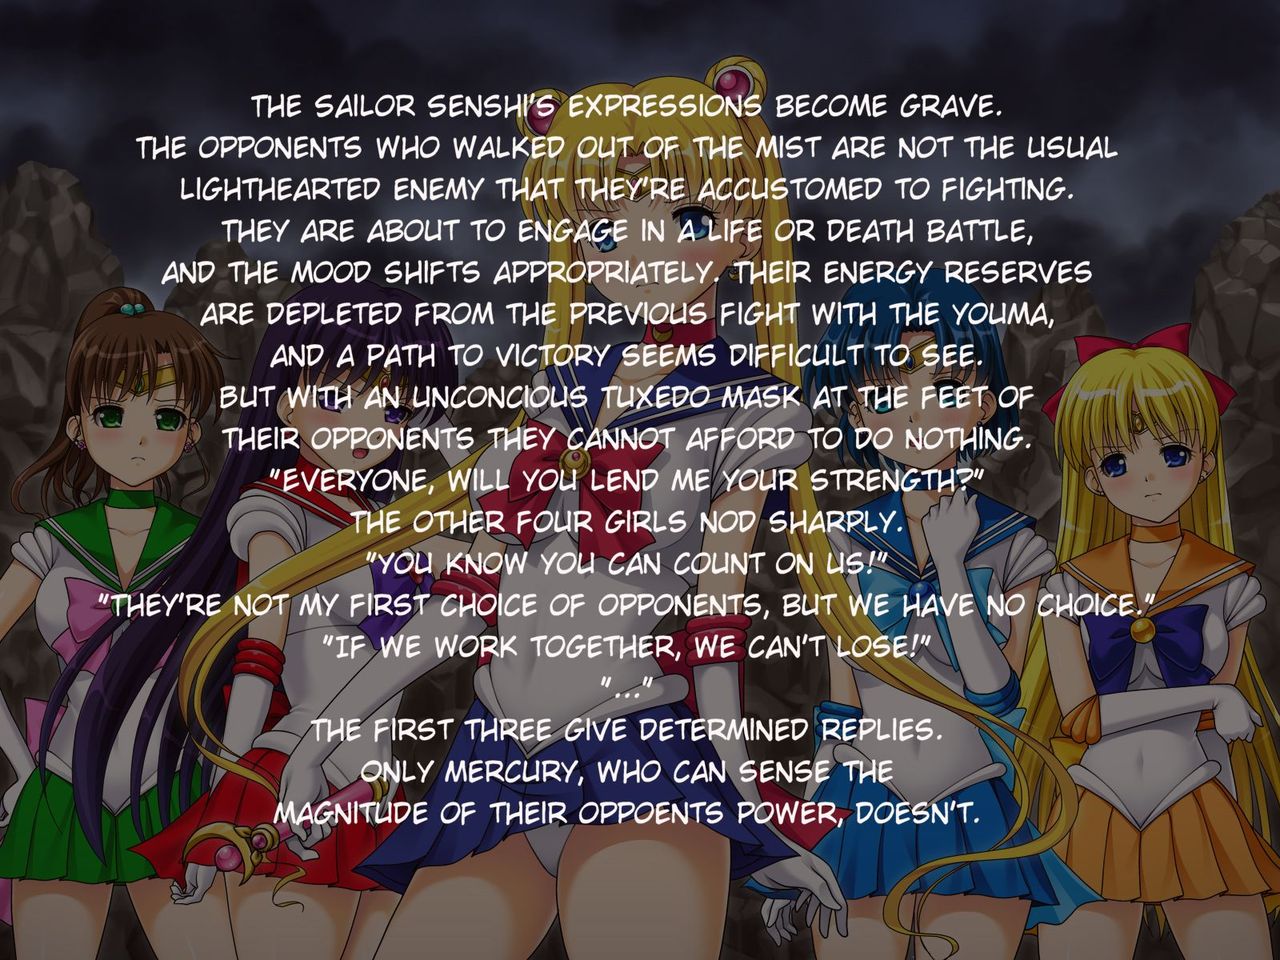 THE SAILOR SENSHI'S EXPRESSIONS BECOME GRAVE.
THE OPPONENTS WHO WALKED OUT OF THE MIST ARE NOT THE USUAL
LIGHTHEARTED ENEMY THAT THEY'RE ACCUSTOMED TO FIGHTING.
THEY ARE ABOUT TO ENGAGE IN A LIFE OR DEATH BATTLE,
AND THE MOOD SHIFTS APPROPRIATELY. THEIR ENERGY RESERVES
ARE DEPLETED FROM THE PREVIOUS FIGHT WITH THE YOUMA,
AND A PATH TO VICTORY SEEMS DIFFICULT TO SEE.
BUT WITH AN UNCONCIOUS TUXEDO MASK AT THE FEET OF
THEIR OPPONENTS THEY CANNOT AFFORD TO DO NOTHING.
"EVERYONE, WILL YOU LEND ME YOUR STRENGTH?"
THE OTHER FOUR GIRLS NOD SHARPLY.
"YOU KNOW YOU CAN COUNT ON US!"
"THEY'RE NOT MY FIRST CHOICE OF OPPONENTS, BUT WE HAVE NO CHOICE."
"IF WE WORK TOGETHER, WE CAN'T LOSE!"
"..."
THE FIRST THREE GIVE DETERMINED REPLIES.
ONLY MERCURY, WHO CAN SENSE THE
MAGNITUDE OF THEIR OPPOENTS POWER, DOESN'T.